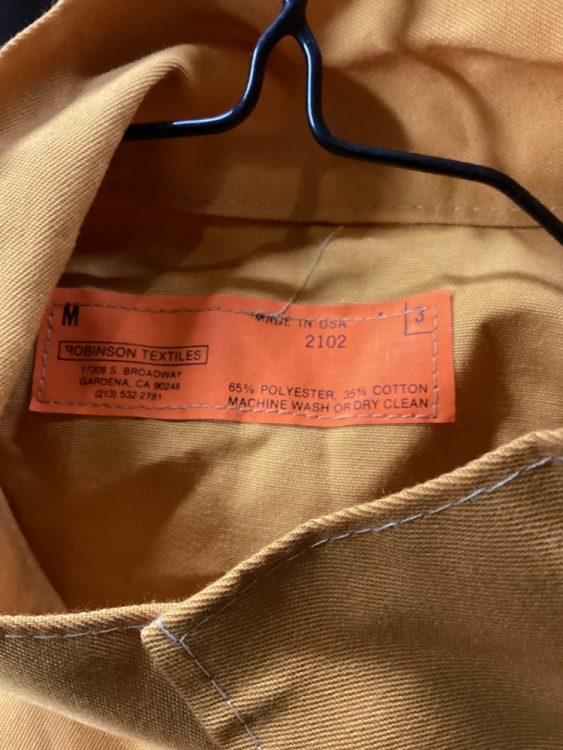 M
MADE IN USA
3
2102
ROBINSON TEXTILES
17308 S. BROADWAY
GARDENA, CA 90248
(213) 532-2781
65% POLYESTER, 35% COTTON
MACHINE WASH OR DRY CLEAN